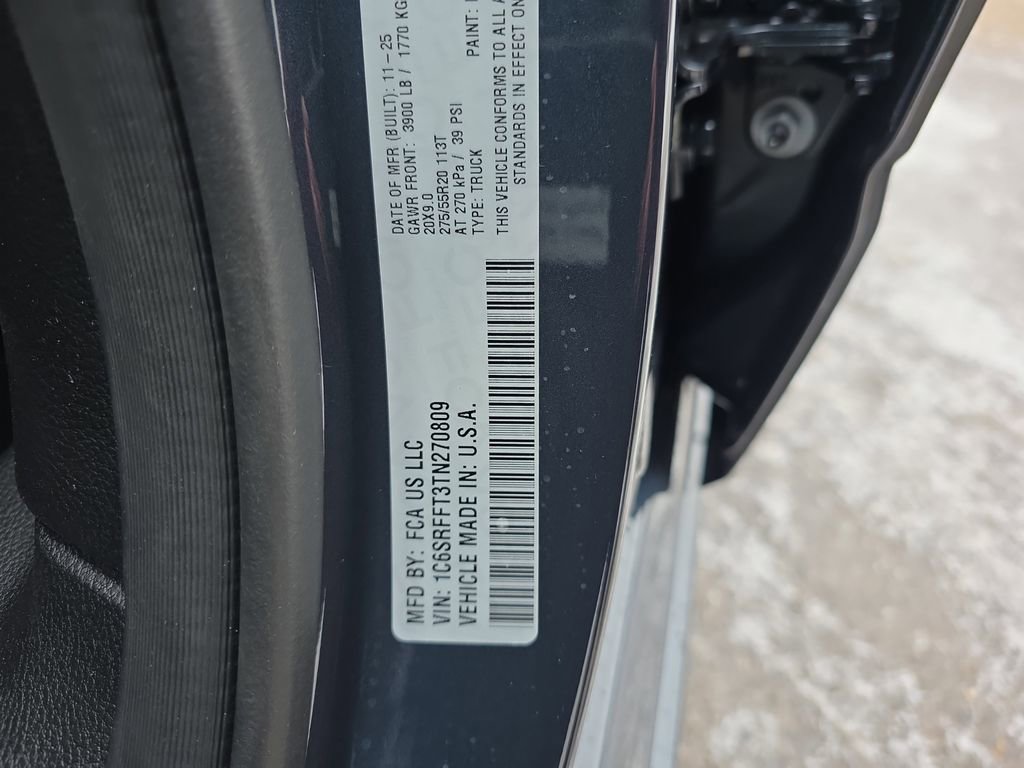 MFD BY: FCA US LLC
VIN: 1C6SRFFT3TN270809
VEHICLE MADE IN: U.S.A.
DATE OF MFR (BUILT): 11-25
GAWR FRONT: 3900 LB / 1770 KG
20X9.0
275/55R20 113T
AT 270 kPa / 39 PSI
TYPE: TRUCK PAINT:
THIS VEHICLE CONFORMS TO ALL
STANDARDS IN EFFECT ON